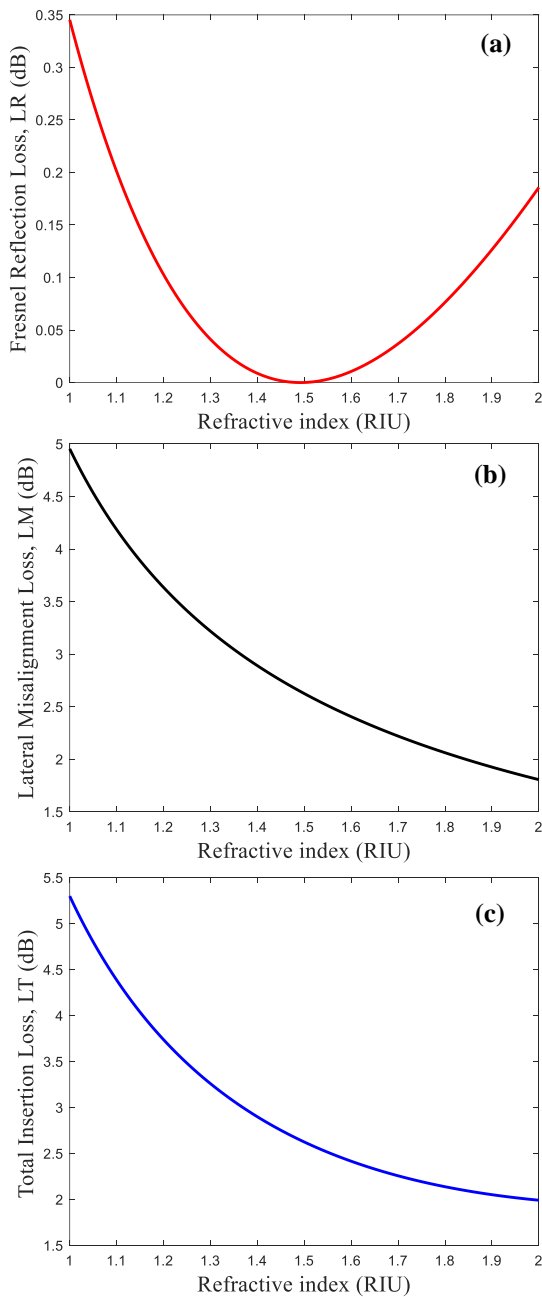 (a)
Fresnel Reflection Loss, LR (dB)
0.35
0.3
0.25
0.2
0.15
0.1
0.05
0
1 1.1 1.2 1.3 1.4 1.5 1.6 1.7 1.8 1.9 2
Refractive index (RIU)
(b)
Lateral Misalignment Loss, LM (dB)
5
4.5
4
3.5
3
2.5
2
1.5
1 1.1 1.2 1.3 1.4 1.5 1.6 1.7 1.8 1.9 2
Refractive index (RIU)
(c)
Total Insertion Loss, LT (dB)
5.5
5
4.5
4
3.5
3
2.5
2
1.5
1 1.1 1.2 1.3 1.4 1.5 1.6 1.7 1.8 1.9 2
Refractive index (RIU)